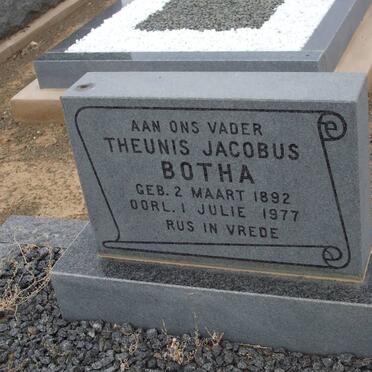 AAN ONS VADER
THEUNIS JACOBUS
BOTHA
GEB. 2 MAART 1892
OORL. 1 JULIE 1977
RUS IN VREDE